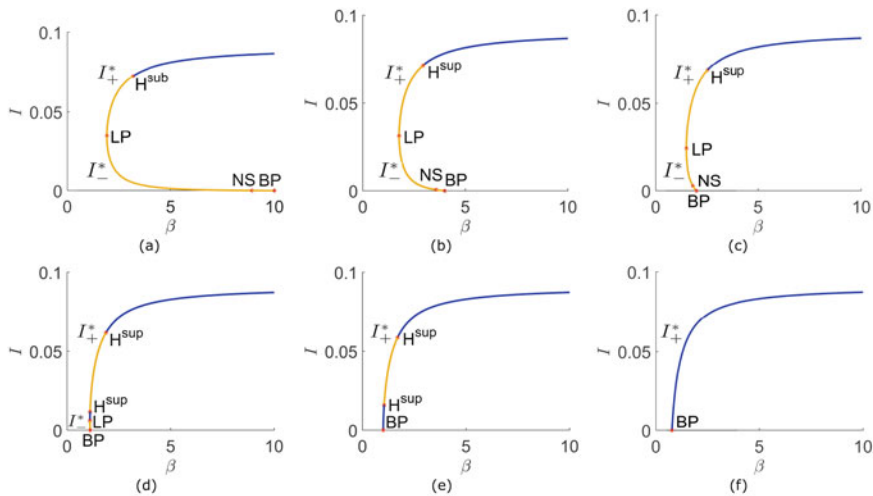 0.1
I
0.05
0
I*+
Hsub
LP
I*−
NS BP
0 5 10
β
(a)
0.1
I
0.05
0
I*+
Hsup
LP
I*−
NS
BP
0 5 10
β
(b)
0.1
I
0.05
0
I*+
Hsup
LP
I*−
NS
BP
0 5 10
β
(c)
0.1
I
0.05
0
I*+
Hsup
Hsup
I*− LP
BP
0 5 10
β
(d)
0.1
I
0.05
0
I*+
Hsup
Hsup
BP
0 5 10
β
(e)
0.1
I
0.05
0
I*+
BP
0 5 10
β
(f)